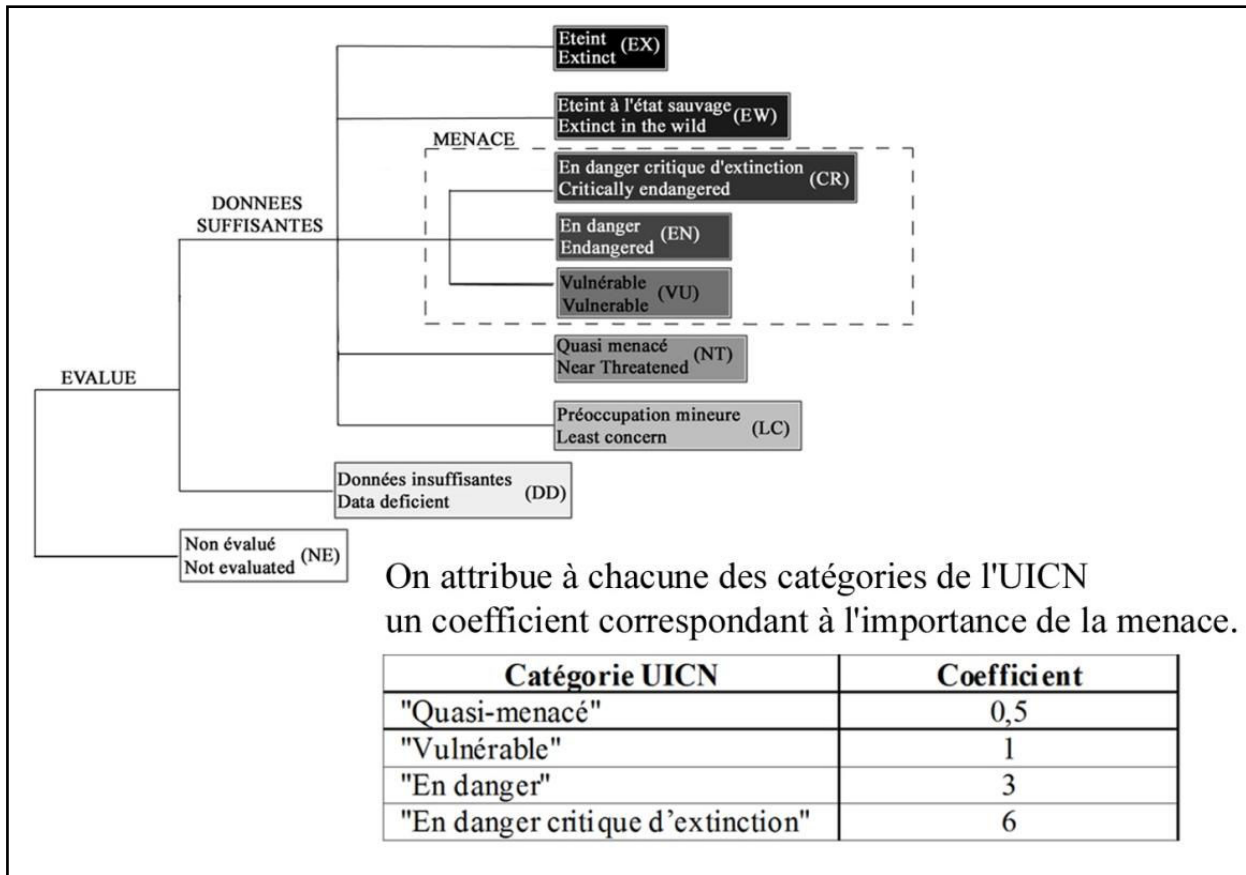 Eteint
Extinct (EX)
Eteint à l'état sauvage
Extinct in the wild (EW)
MENACE
En danger critique d'extinction
Critically endangered (CR)
DONNEES
SUFFISANTES
En danger
Endangered (EN)
Vulnérable
Vulnerable (VU)
Quasi menacé
Near Threatened (NT)
EVALUE
Préoccupation mineure
Least concern (LC)
Données insuffisantes
Data deficient (DD)
Non évalué
Not evaluated (NE)
On attribue à chacune des catégories de l'UICN
un coefficient correspondant à l'importance de la menace.
Catégorie UICN Coefficient
"Quasi-menacé" 0,5
"Vulnérable" 1
"En danger" 3
"En danger critique d’extinction" 6